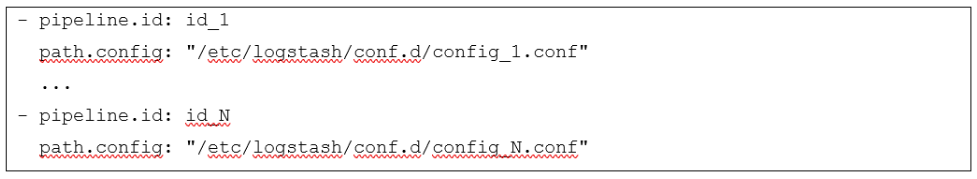 - pipeline.id: id_1
path.config: "/etc/logstash/conf.d/config_1.conf"
...
- pipeline.id: id_N
path.config: "/etc/logstash/conf.d/config_N.conf"